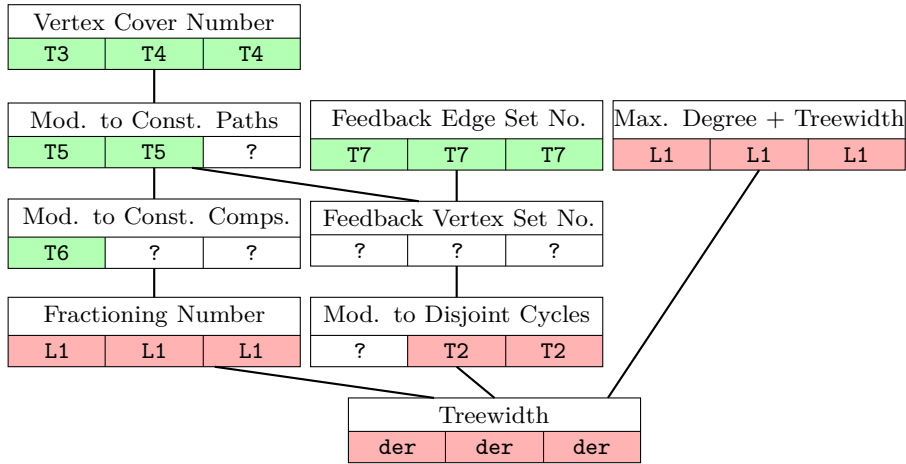 Vertex Cover Number
T3 T4 T4
Mod. to Const. Paths
T5 T5 ?
Feedback Edge Set No.
T7 T7 T7
Max. Degree + Treewidth
L1 L1 L1
Mod. to Const. Comps.
T6 ? ?
Feedback Vertex Set No.
? ? ?
Fractioning Number
L1 L1 L1
Mod. to Disjoint Cycles
? T2 T2
Treewidth
der der der